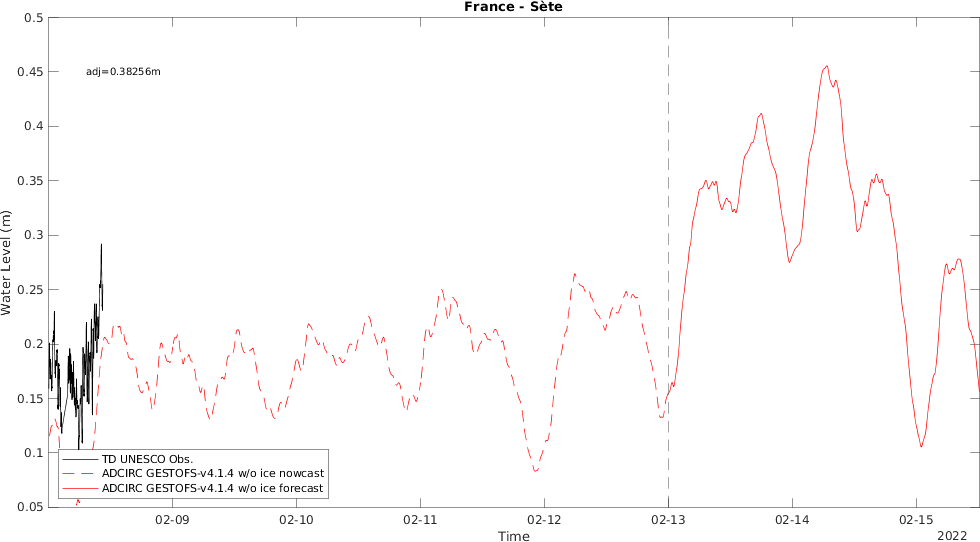 France - Sète
0.5
0.45
0.4
0.35
0.3
0.25
0.2
0.15
0.1
0.05
Water Level (m)
adj=0.38256m
TD UNESCO Obs.
ADCIRC GESTOFS-v4.1.4 w/o ice nowcast
ADCIRC GESTOFS-v4.1.4 w/o ice forecast
02-09 02-10 02-11 02-12 02-13 02-14 02-15
Time
2022